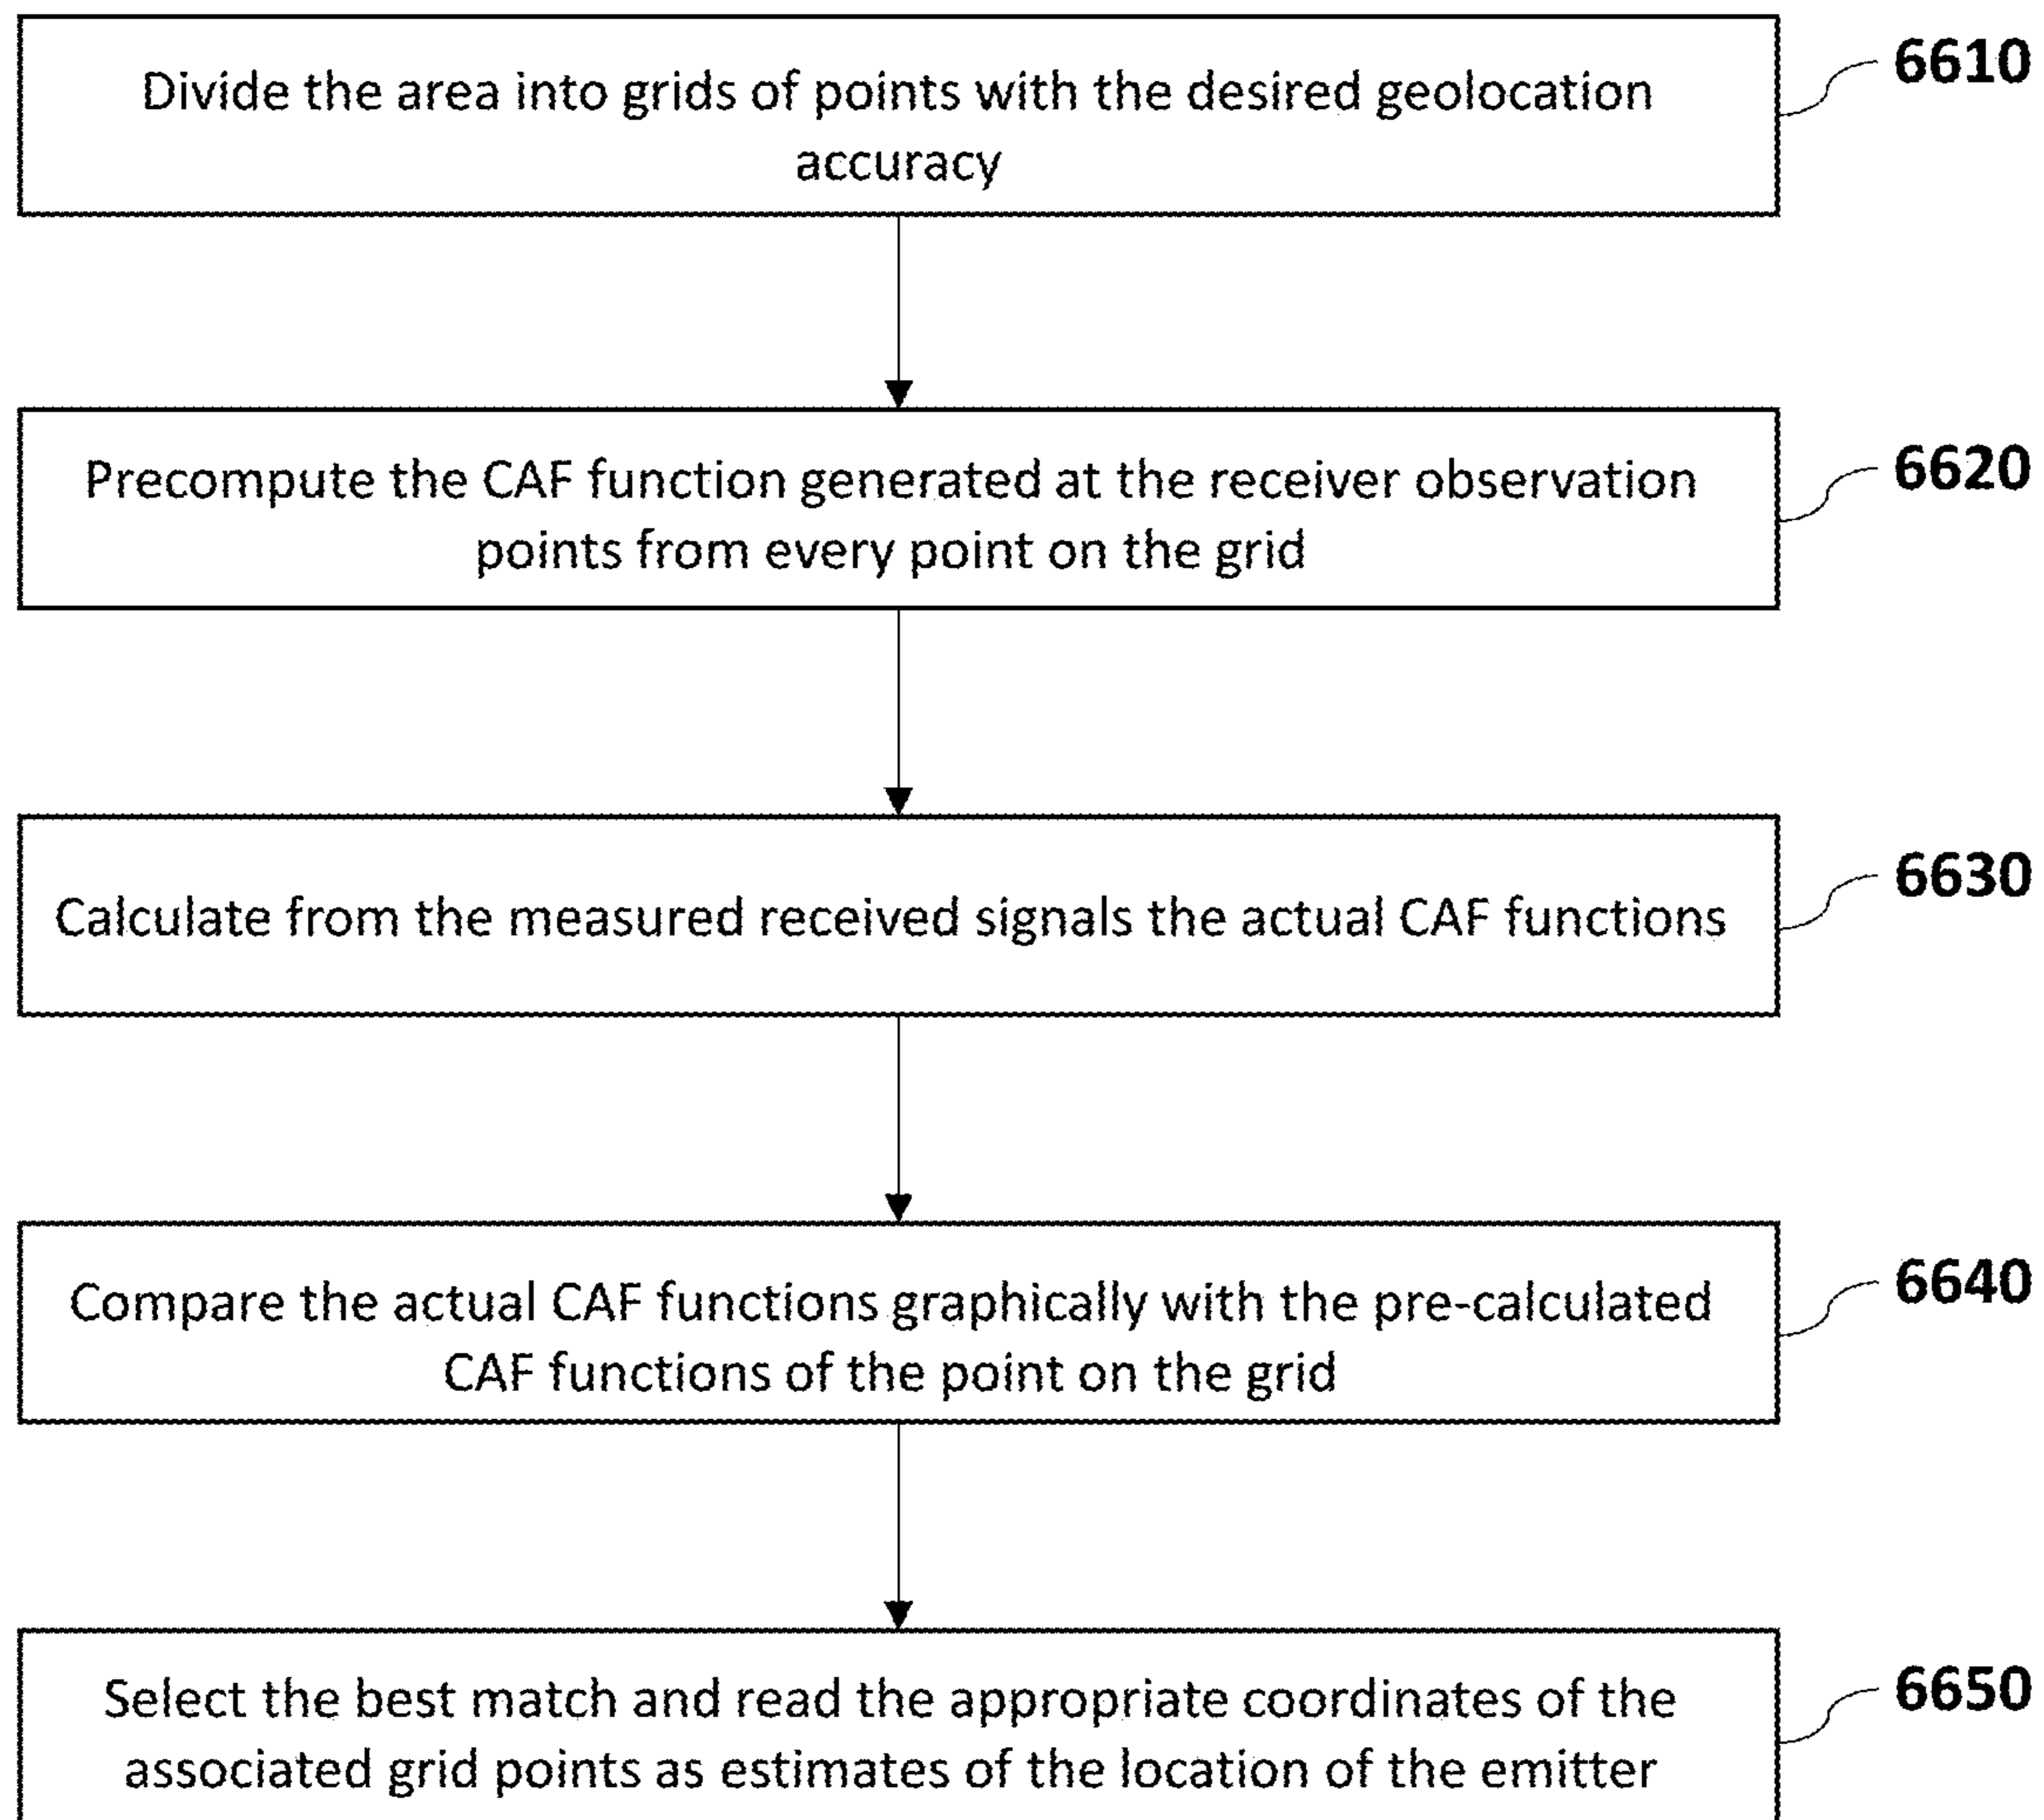 Divide the area into grids of points with the desired geolocation
accuracy
6610
Precompute the CAF function generated at the receiver observation
points from every point on the grid
6620
Calculate from the measured received signals the actual CAF functions
6630
Compare the actual CAF functions graphically with the pre-calculated
CAF functions of the point on the grid
6640
Select the best match and read the appropriate coordinates of the
associated grid points as estimates of the location of the emitter
6650